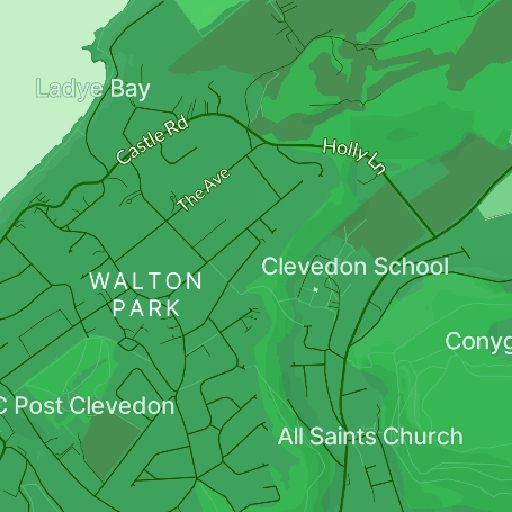 Ladye Bay
Castle Rd
Holly Ln
The Ave
Clevedon School
WALTON
PARK
Conyg
C Post Clevedon
All Saints Church